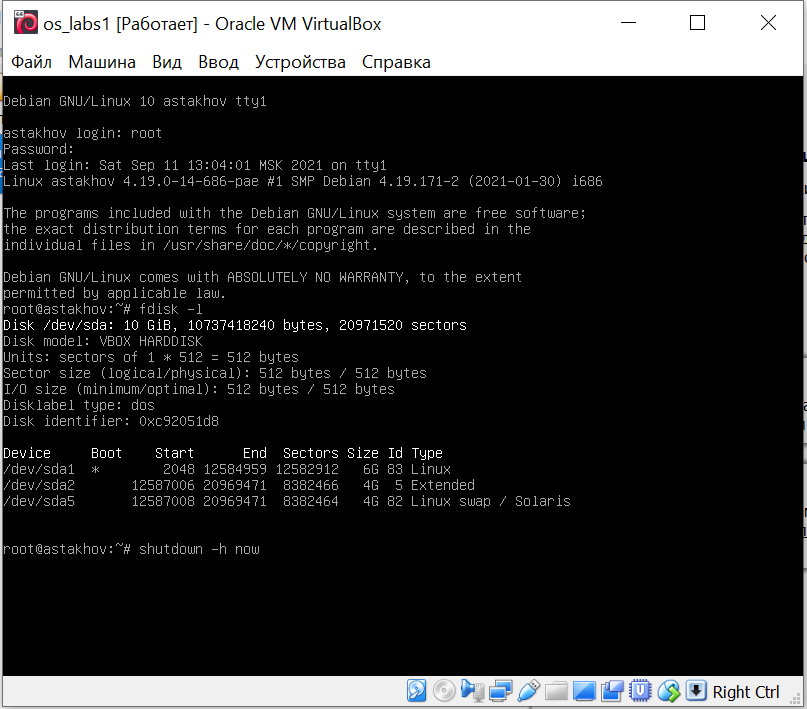 os_labs1 [Работает] - Oracle VM VirtualBox
Файл Машина Вид Ввод Устройства Справка
Debian GNU/Linux 10 astakhov tty1
astakhov login: root
Password:
Last login: Sat Sep 11 13:04:01 MSK 2021 on tty1
Linux astakhov 4.19.0-14-686-pae #1 SMP Debian 4.19.171-2 (2021-01-30) i686
The programs included with the Debian GNU/Linux system are free software;
the exact distribution terms for each program are described in the
individual files in /usr/share/doc/*/copyright.
Debian GNU/Linux comes with ABSOLUTELY NO WARRANTY, to the extent
permitted by applicable law.
root@astakhov:~# fdisk -l
Disk /dev/sda: 10 GiB, 10737418240 bytes, 20971520 sectors
Disk model: VBOX HARDDISK
Units: sectors of 1 * 512 = 512 bytes
Sector size (logical/physical): 512 bytes / 512 bytes
I/O size (minimum/optimal): 512 bytes / 512 bytes
Disklabel type: dos
Disk identifier: 0xc92051d8
Device     Boot    Start      End  Sectors Size Id Type
/dev/sda1  *        2048 12584959 12582912   6G 83 Linux
/dev/sda2       12587006 20969471  8382466   4G  5 Extended
/dev/sda5       12587008 20969471  8382464   4G 82 Linux swap / Solaris
root@astakhov:~# shutdown -h now
Right Ctrl